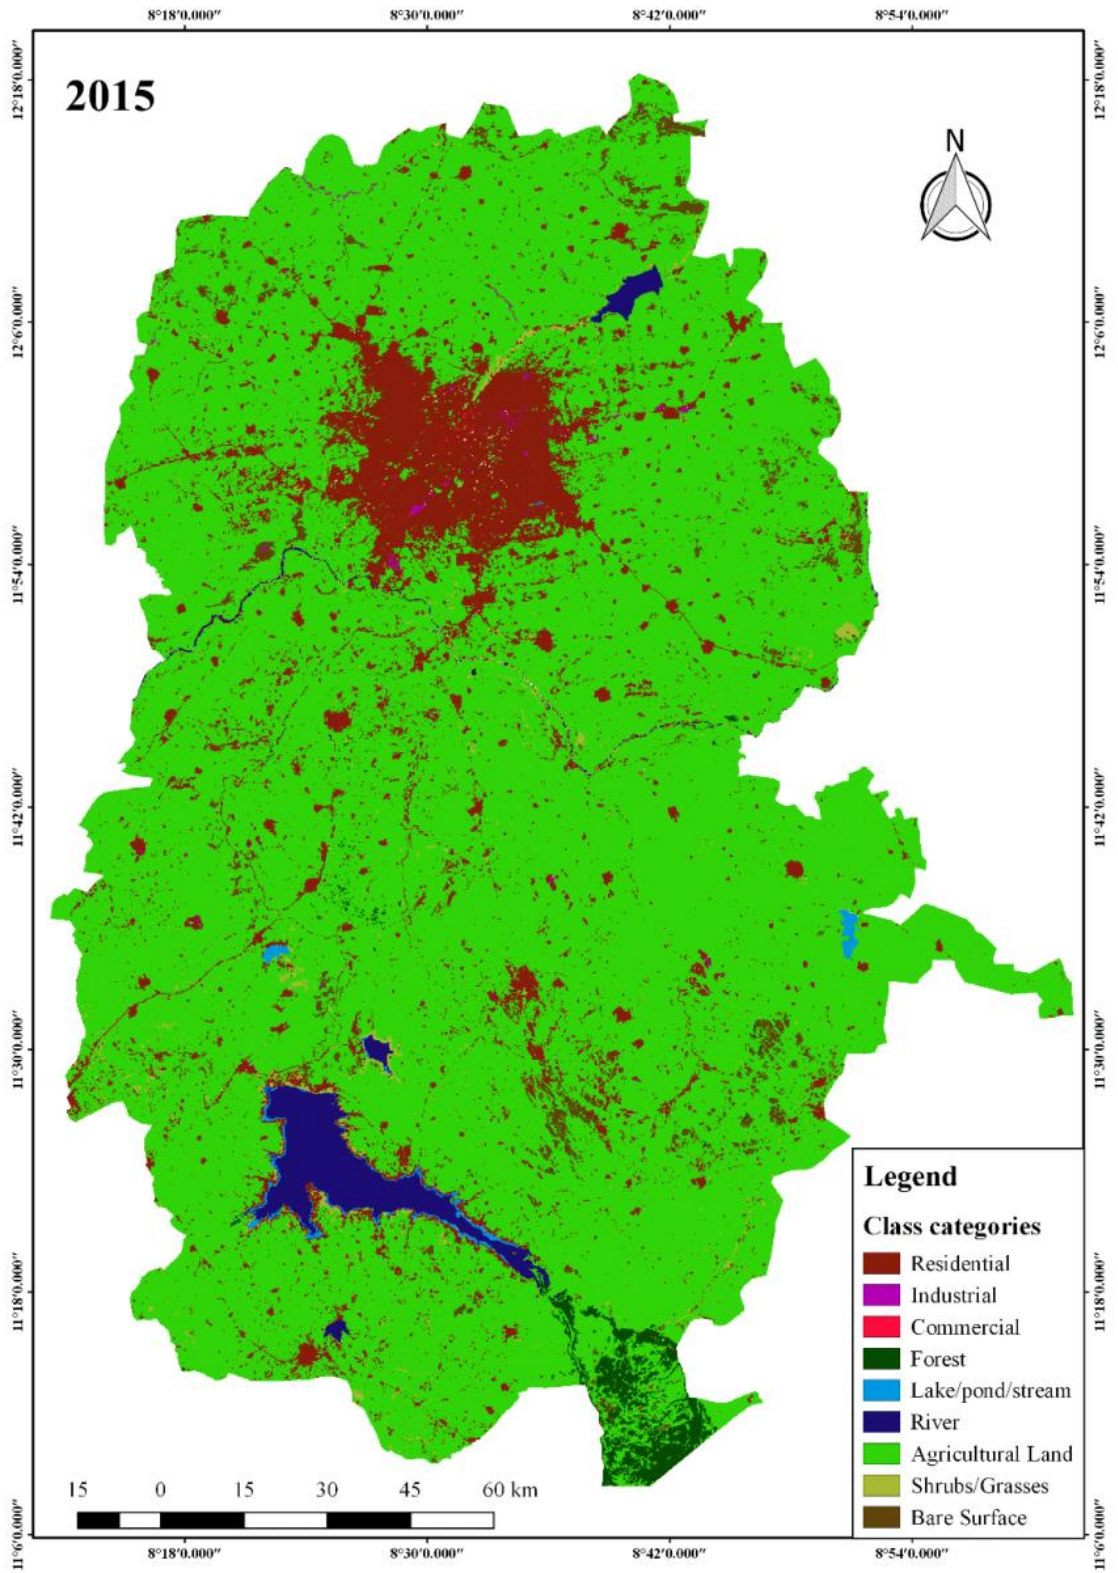 8°18′0.000″ 8°30′0.000″ 8°42′0.000″ 8°54′0.000″
2015
N
12°18′0.000″ 12°18′0.000″
12°6′0.000″ 12°6′0.000″
11°54′0.000″ 11°54′0.000″
11°42′0.000″ 11°42′0.000″
11°30′0.000″ 11°30′0.000″
11°18′0.000″ 11°18′0.000″
11°6′0.000″ 11°6′0.000″
Legend
Class categories
Residential
Industrial
Commercial
Forest
Lake/pond/stream
River
Agricultural Land
Shrubs/Grasses
Bare Surface
15 0 15 30 45 60 km
8°18′0.000″ 8°30′0.000″ 8°42′0.000″ 8°54′0.000″